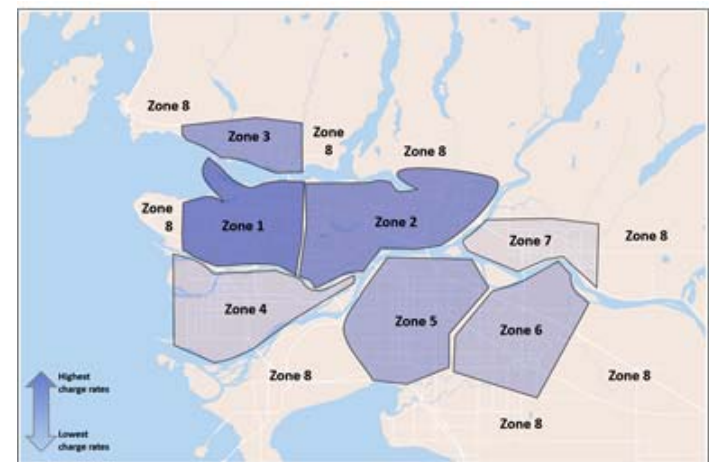 Zone 8
Zone 3
Zone
8
Zone 8
Zone
8
Zone 1
Zone 2
Zone 7
Zone 8
Zone 4
Zone 5
Zone 6
Zone 8
Zone 8
Zone 8
Highest
charge rates
Lowest
charge rates